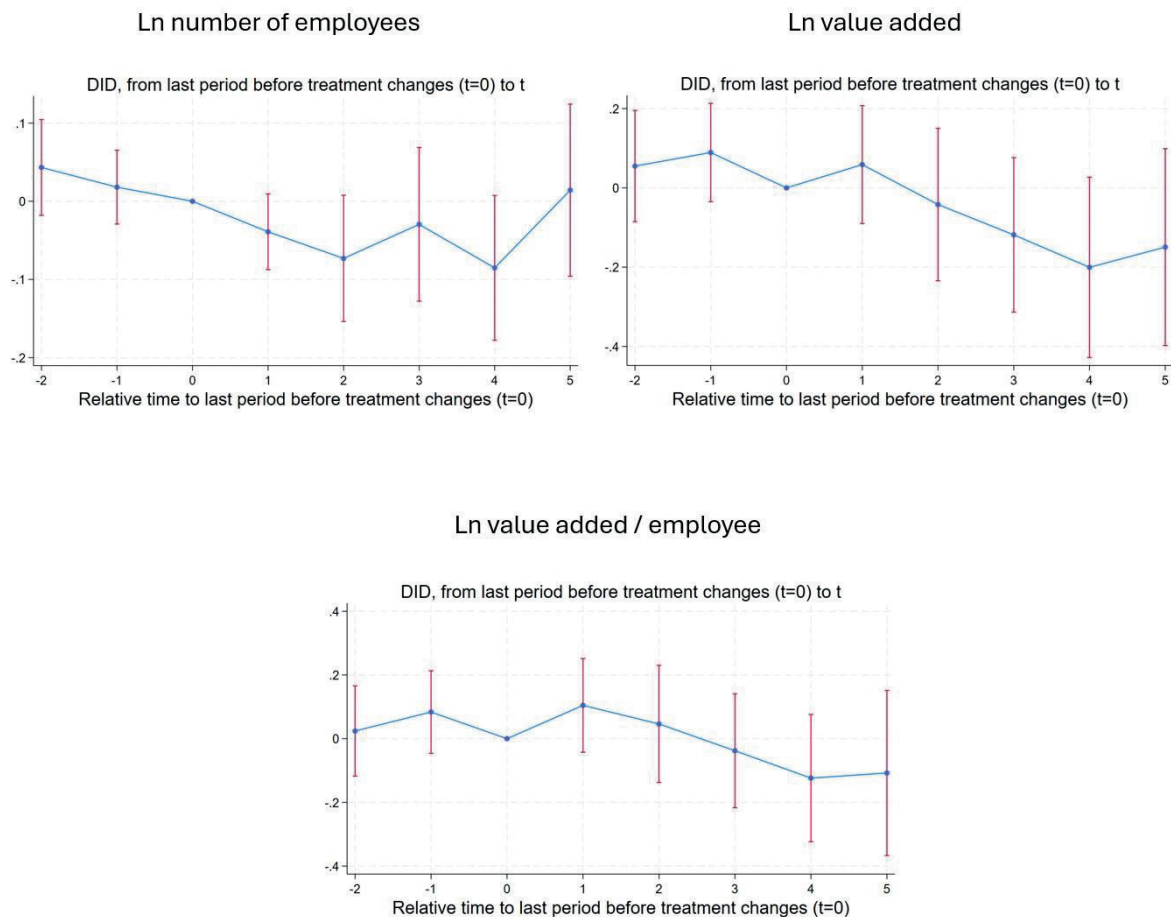 Ln number of employees
DID, from last period before treatment changes (t=0) to t
.1
0
-.1
-.2
-2 -1 0 1 2 3 4 5
Relative time to last period before treatment changes (t=0)
Ln value added
DID, from last period before treatment changes (t=0) to t
.2
0
-.2
-.4
-2 -1 0 1 2 3 4 5
Relative time to last period before treatment changes (t=0)
Ln value added / employee
DID, from last period before treatment changes (t=0) to t
.4
.2
0
-.2
-.4
-2 -1 0 1 2 3 4 5
Relative time to last period before treatment changes (t=0)